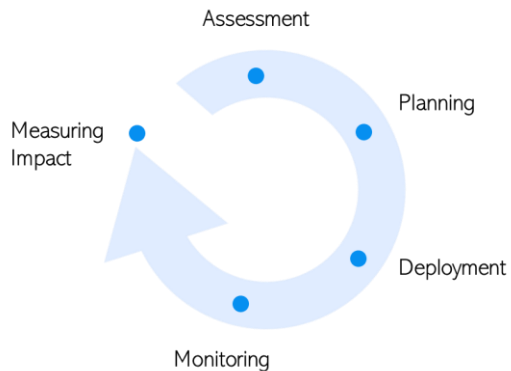 Assessment
Planning
Measuring
Impact
Deployment
Monitoring